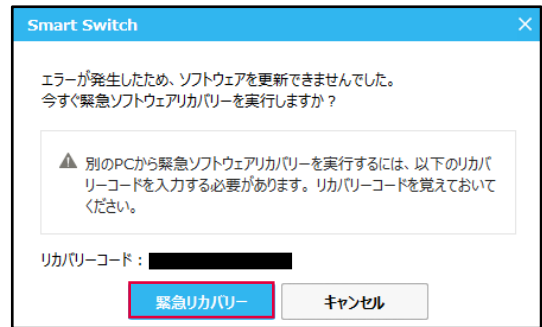 Smart Switch
エラーが発生したため、ソフトウェアを更新できませんでした。
今すぐ緊急ソフトウェアリカバリーを実行しますか？
別のPCから緊急ソフトウェアリカバリーを実行するには、以下のリカバ
リーコードを入力する必要があります。リカバリーコードを覚えておいて
ください。
リカバリーコード：
緊急リカバリー
キャンセル